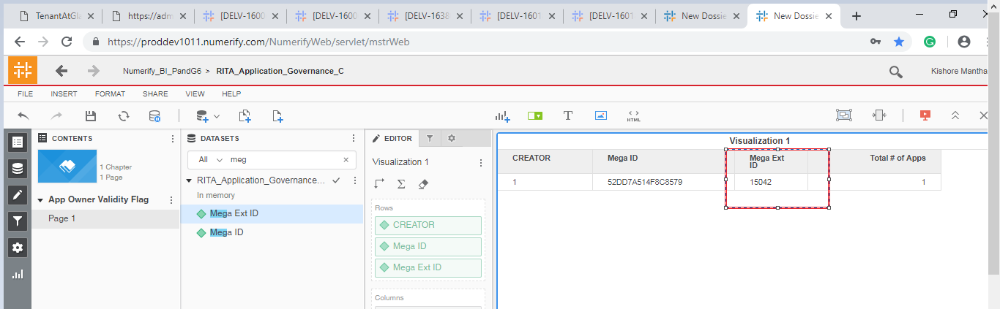 TenantAtGla
https://adm
[DELV-1600
[DELV-1600
[DELV-1638
[DELV-1601
[DELV-1601
New Dossie
New Dossie
https://proddev1011.numerify.com/NumerifyWeb/servlet/mstrWeb
Numerify_BI_PandG6 > RITA_Application_Governance_C
Kishore Mantha
FILE INSERT FORMAT SHARE VIEW HELP
T
HTML
CONTENTS
1 Chapter
1 Page
App Owner Validity Flag
Page 1
DATASETS
All meg
RITA_Application_Governance...
In memory
Mega Ext ID
Mega ID
EDITOR
Visualization 1
Rows
CREATOR
Mega ID
Mega Ext ID
Columns
Visualization 1
CREATOR Mega ID Mega Ext ID Total # of Apps
1 52DD7A514F8C8579 15042 1